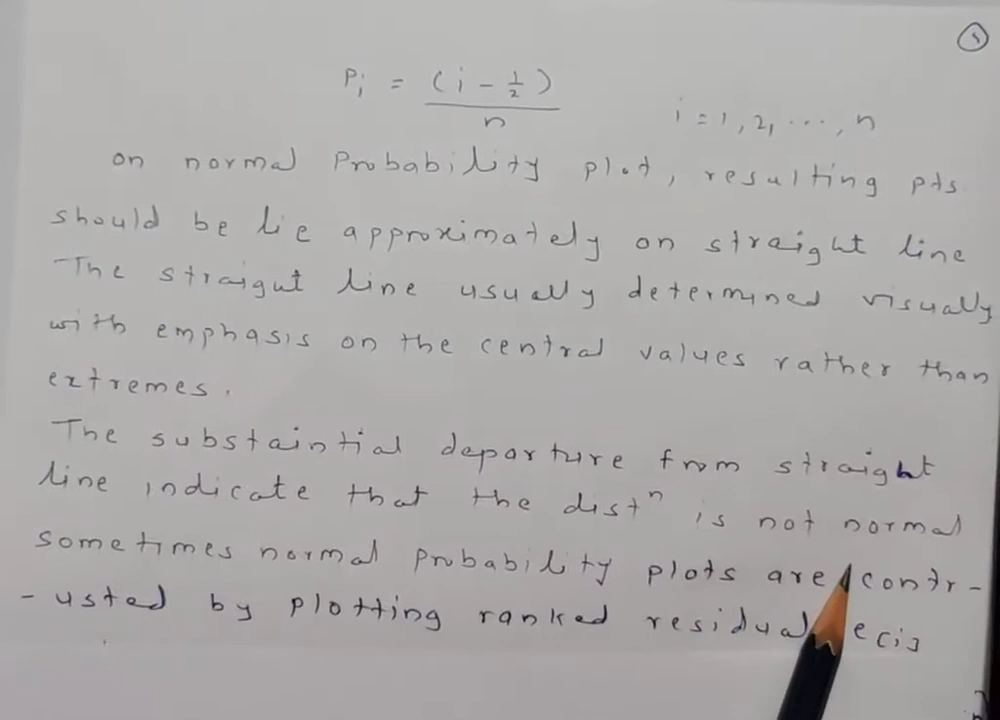 1
P_i = (i - 1/2) / n    i = 1, 2, ..., n
on normal Probability plot, resulting pts
should be lie approximately on straight line
The straigut line usually determined visually
with emphasis on the central values rather than
extremes.
The substaintial departure from straight
line indicate that the distⁿ is not normal
sometimes normal probability plots are contr-
-usted by plotting ranked residual e(i)